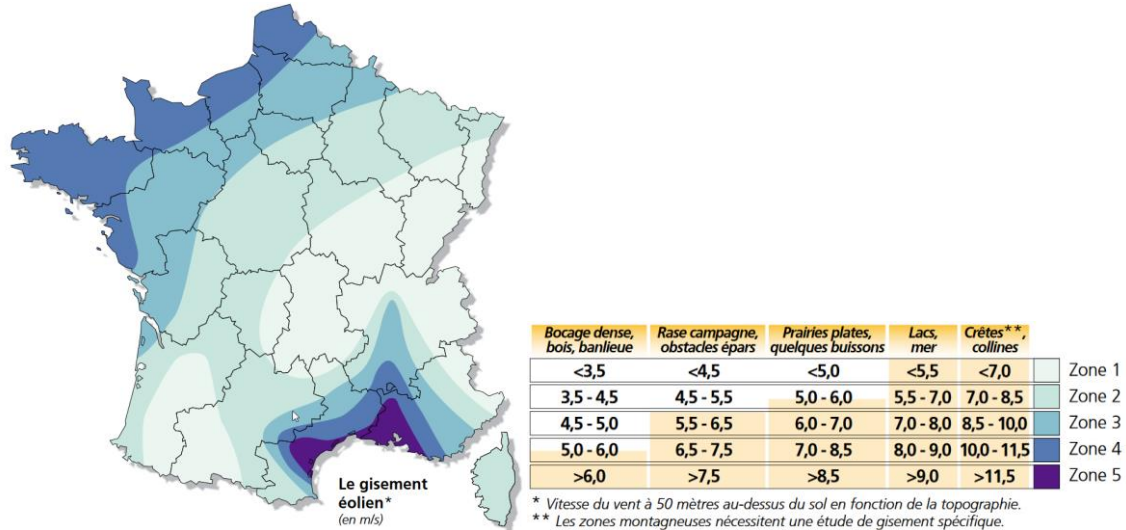 Le gisement
éolien*
(en m/s)
Bocage dense, bois, banlieue Rase campagne, obstacles épars Prairies plates, quelques buissons Lacs, mer Crêtes**, collines
<3,5 <4,5 <5,0 <5,5 <7,0 Zone 1
3,5 - 4,5 4,5 - 5,5 5,0 - 6,0 5,5 - 7,0 7,0 - 8,5 Zone 2
4,5 - 5,0 5,5 - 6,5 6,0 - 7,0 7,0 - 8,0 8,5 - 10,0 Zone 3
5,0 - 6,0 6,5 - 7,5 7,0 - 8,5 8,0 - 9,0 10,0 - 11,5 Zone 4
>6,0 >7,5 >8,5 >9,0 >11,5 Zone 5
* Vitesse du vent à 50 mètres au-dessus du sol en fonction de la topographie.
** Les zones montagneuses nécessitent une étude de gisement spécifique.